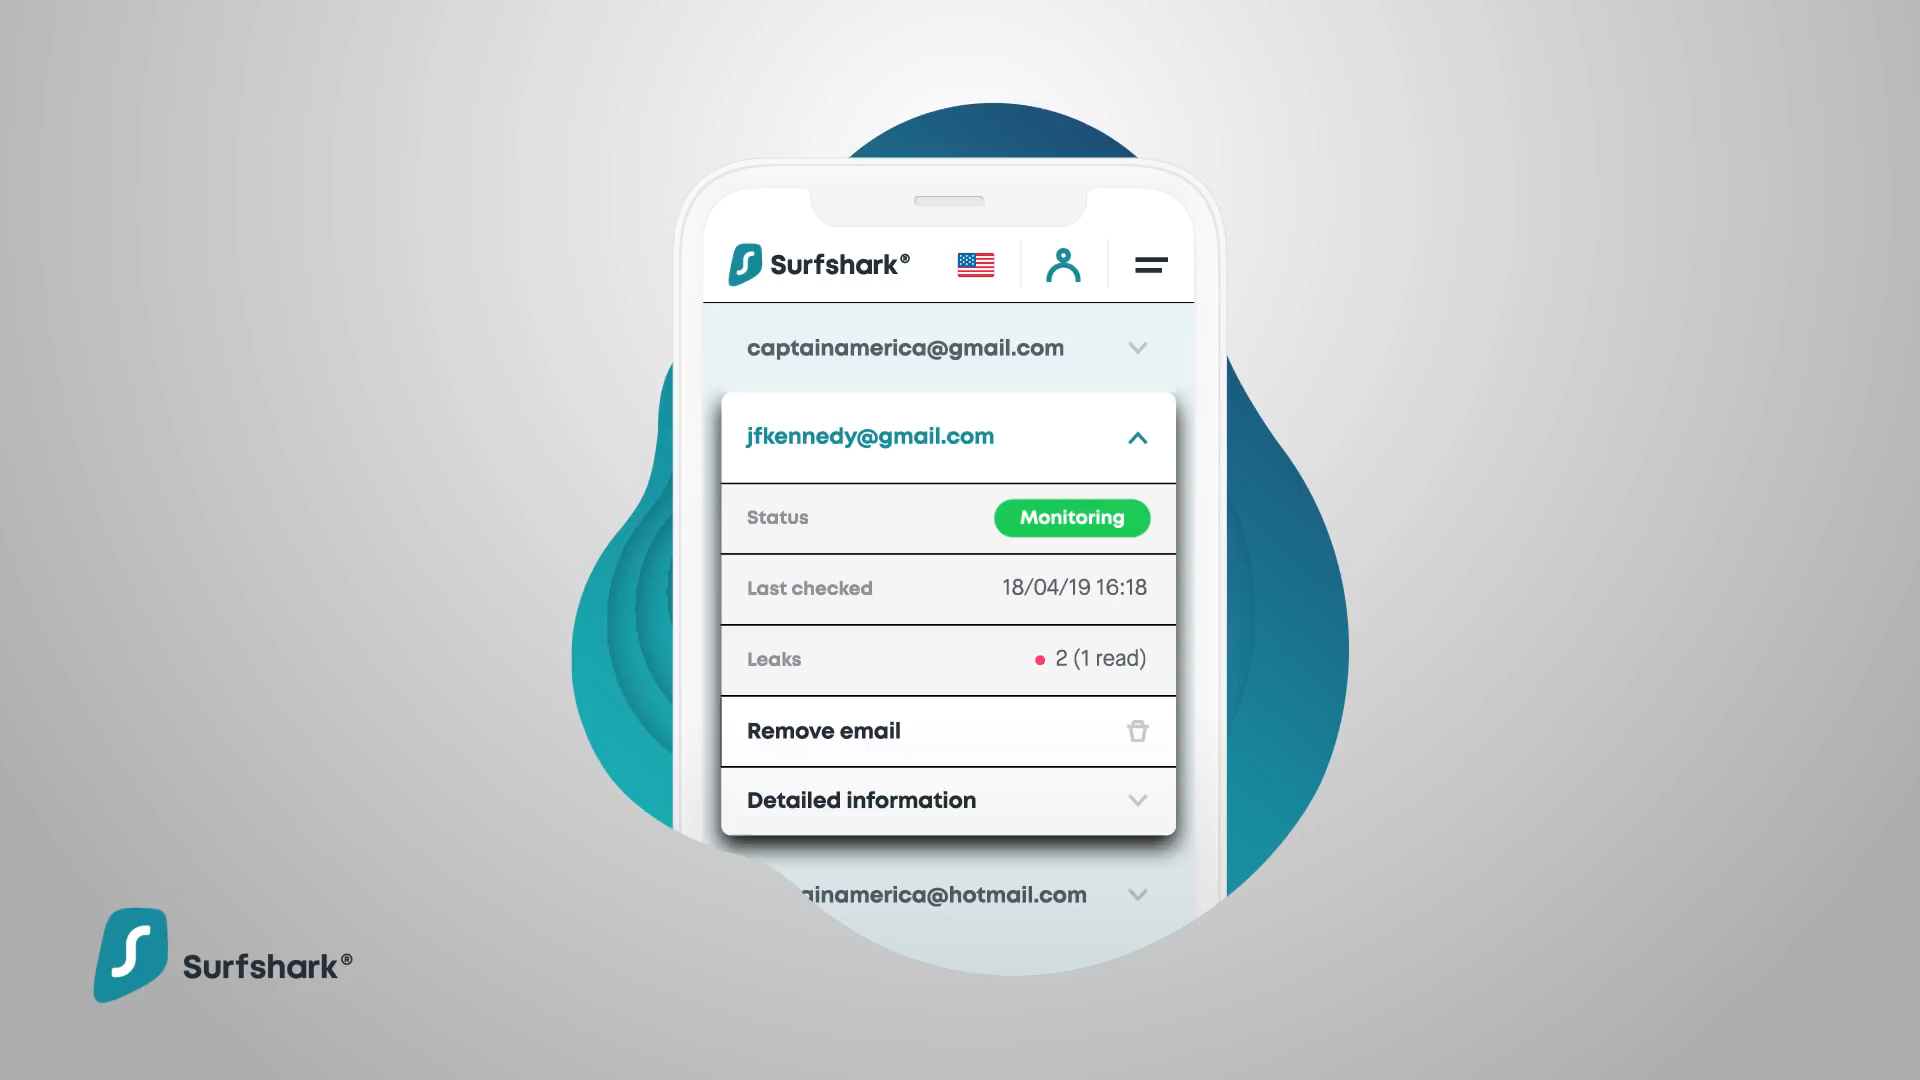 Surfshark®
captainamerica@gmail.com
jfkennedy@gmail.com
Status Monitoring
Last checked 18/04/19 16:18
Leaks 2 (1 read)
Remove email
Detailed information
ainamerica@hotmail.com
Surfshark®